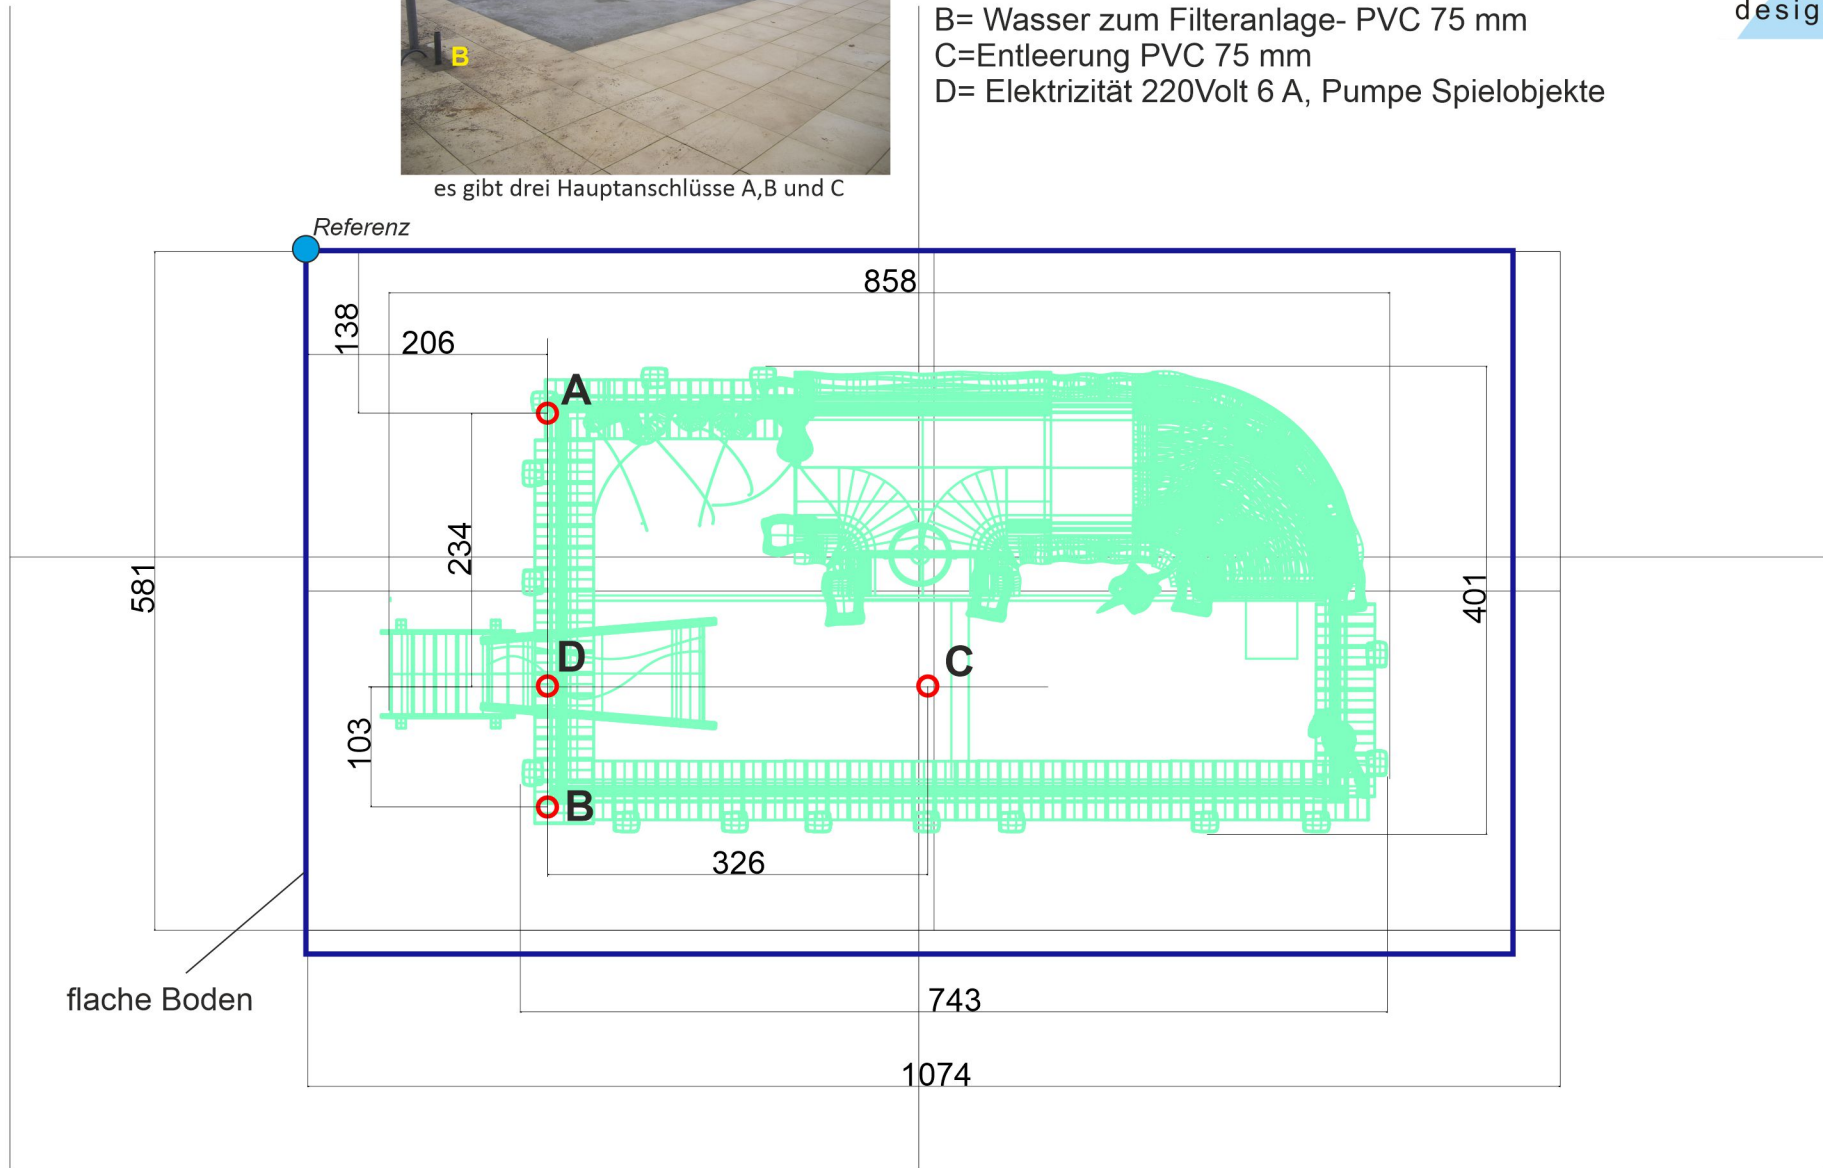 desig
B= Wasser zum Filteranlage- PVC 75 mm
C=Entleerung PVC 75 mm
D= Elektrizität 220Volt 6 A, Pumpe Spielobjekte
B
es gibt drei Hauptanschlüsse A,B und C
Referenz
858
138
206
A
234
581
401
D
C
103
B
326
flache Boden
743
1074